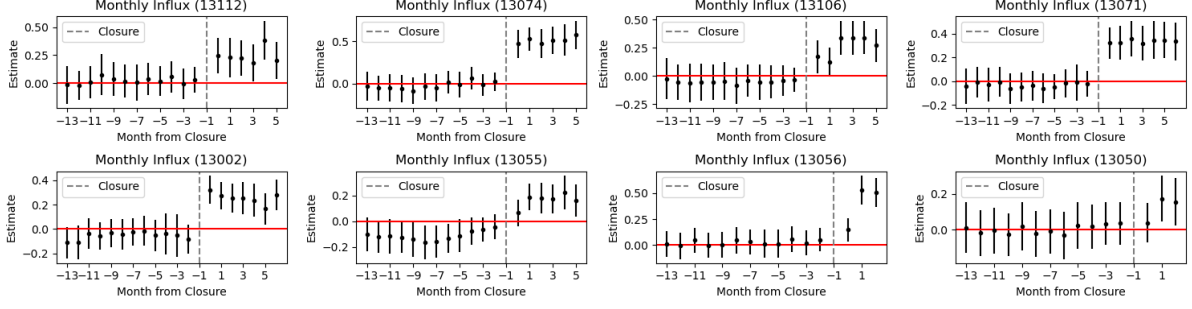 Monthly Influx (13112)
Estimate
0.50
0.25
0.00
Closure
−13 −11 −9 −7 −5 −3 −1 1 3 5
Month from Closure
Monthly Influx (13074)
Estimate
0.5
0.0
Closure
−13 −11 −9 −7 −5 −3 −1 1 3 5
Month from Closure
Monthly Influx (13106)
Estimate
0.50
0.25
0.00
−0.25
Closure
−13 −11 −9 −7 −5 −3 −1 1 3 5
Month from Closure
Monthly Influx (13071)
Estimate
0.4
0.2
0.0
−0.2
Closure
−13 −11 −9 −7 −5 −3 −1 1 3 5
Month from Closure
Monthly Influx (13002)
Estimate
0.4
0.2
0.0
−0.2
Closure
−13 −11 −9 −7 −5 −3 −1 1 3 5
Month from Closure
Monthly Influx (13055)
Estimate
0.2
0.0
−0.2
Closure
−13 −11 −9 −7 −5 −3 −1 1 3 5
Month from Closure
Monthly Influx (13056)
Estimate
0.50
0.25
0.00
Closure
−13 −11 −9 −7 −5 −3 −1 1
Month from Closure
Monthly Influx (13050)
Estimate
0.2
0.0
Closure
−13 −11 −9 −7 −5 −3 −1 1
Month from Closure